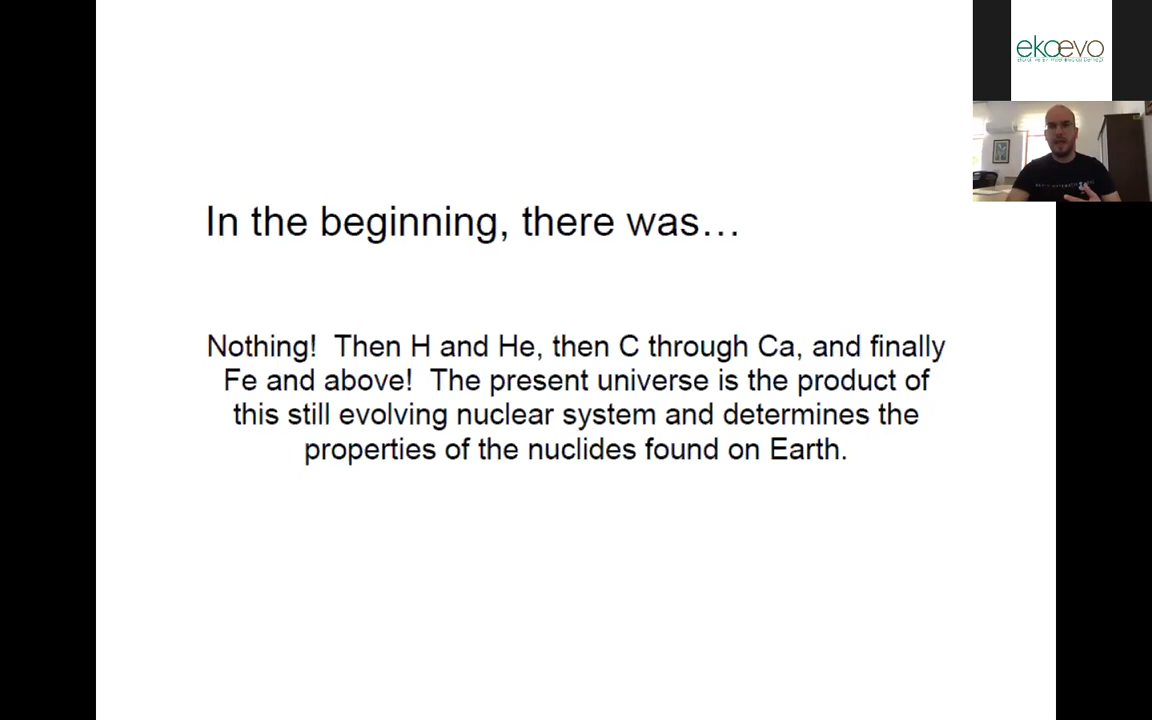 In the beginning, there was…
Nothing! Then H and He, then C through Ca, and finally
Fe and above! The present universe is the product of
this still evolving nuclear system and determines the
properties of the nuclides found on Earth.
ekoevo